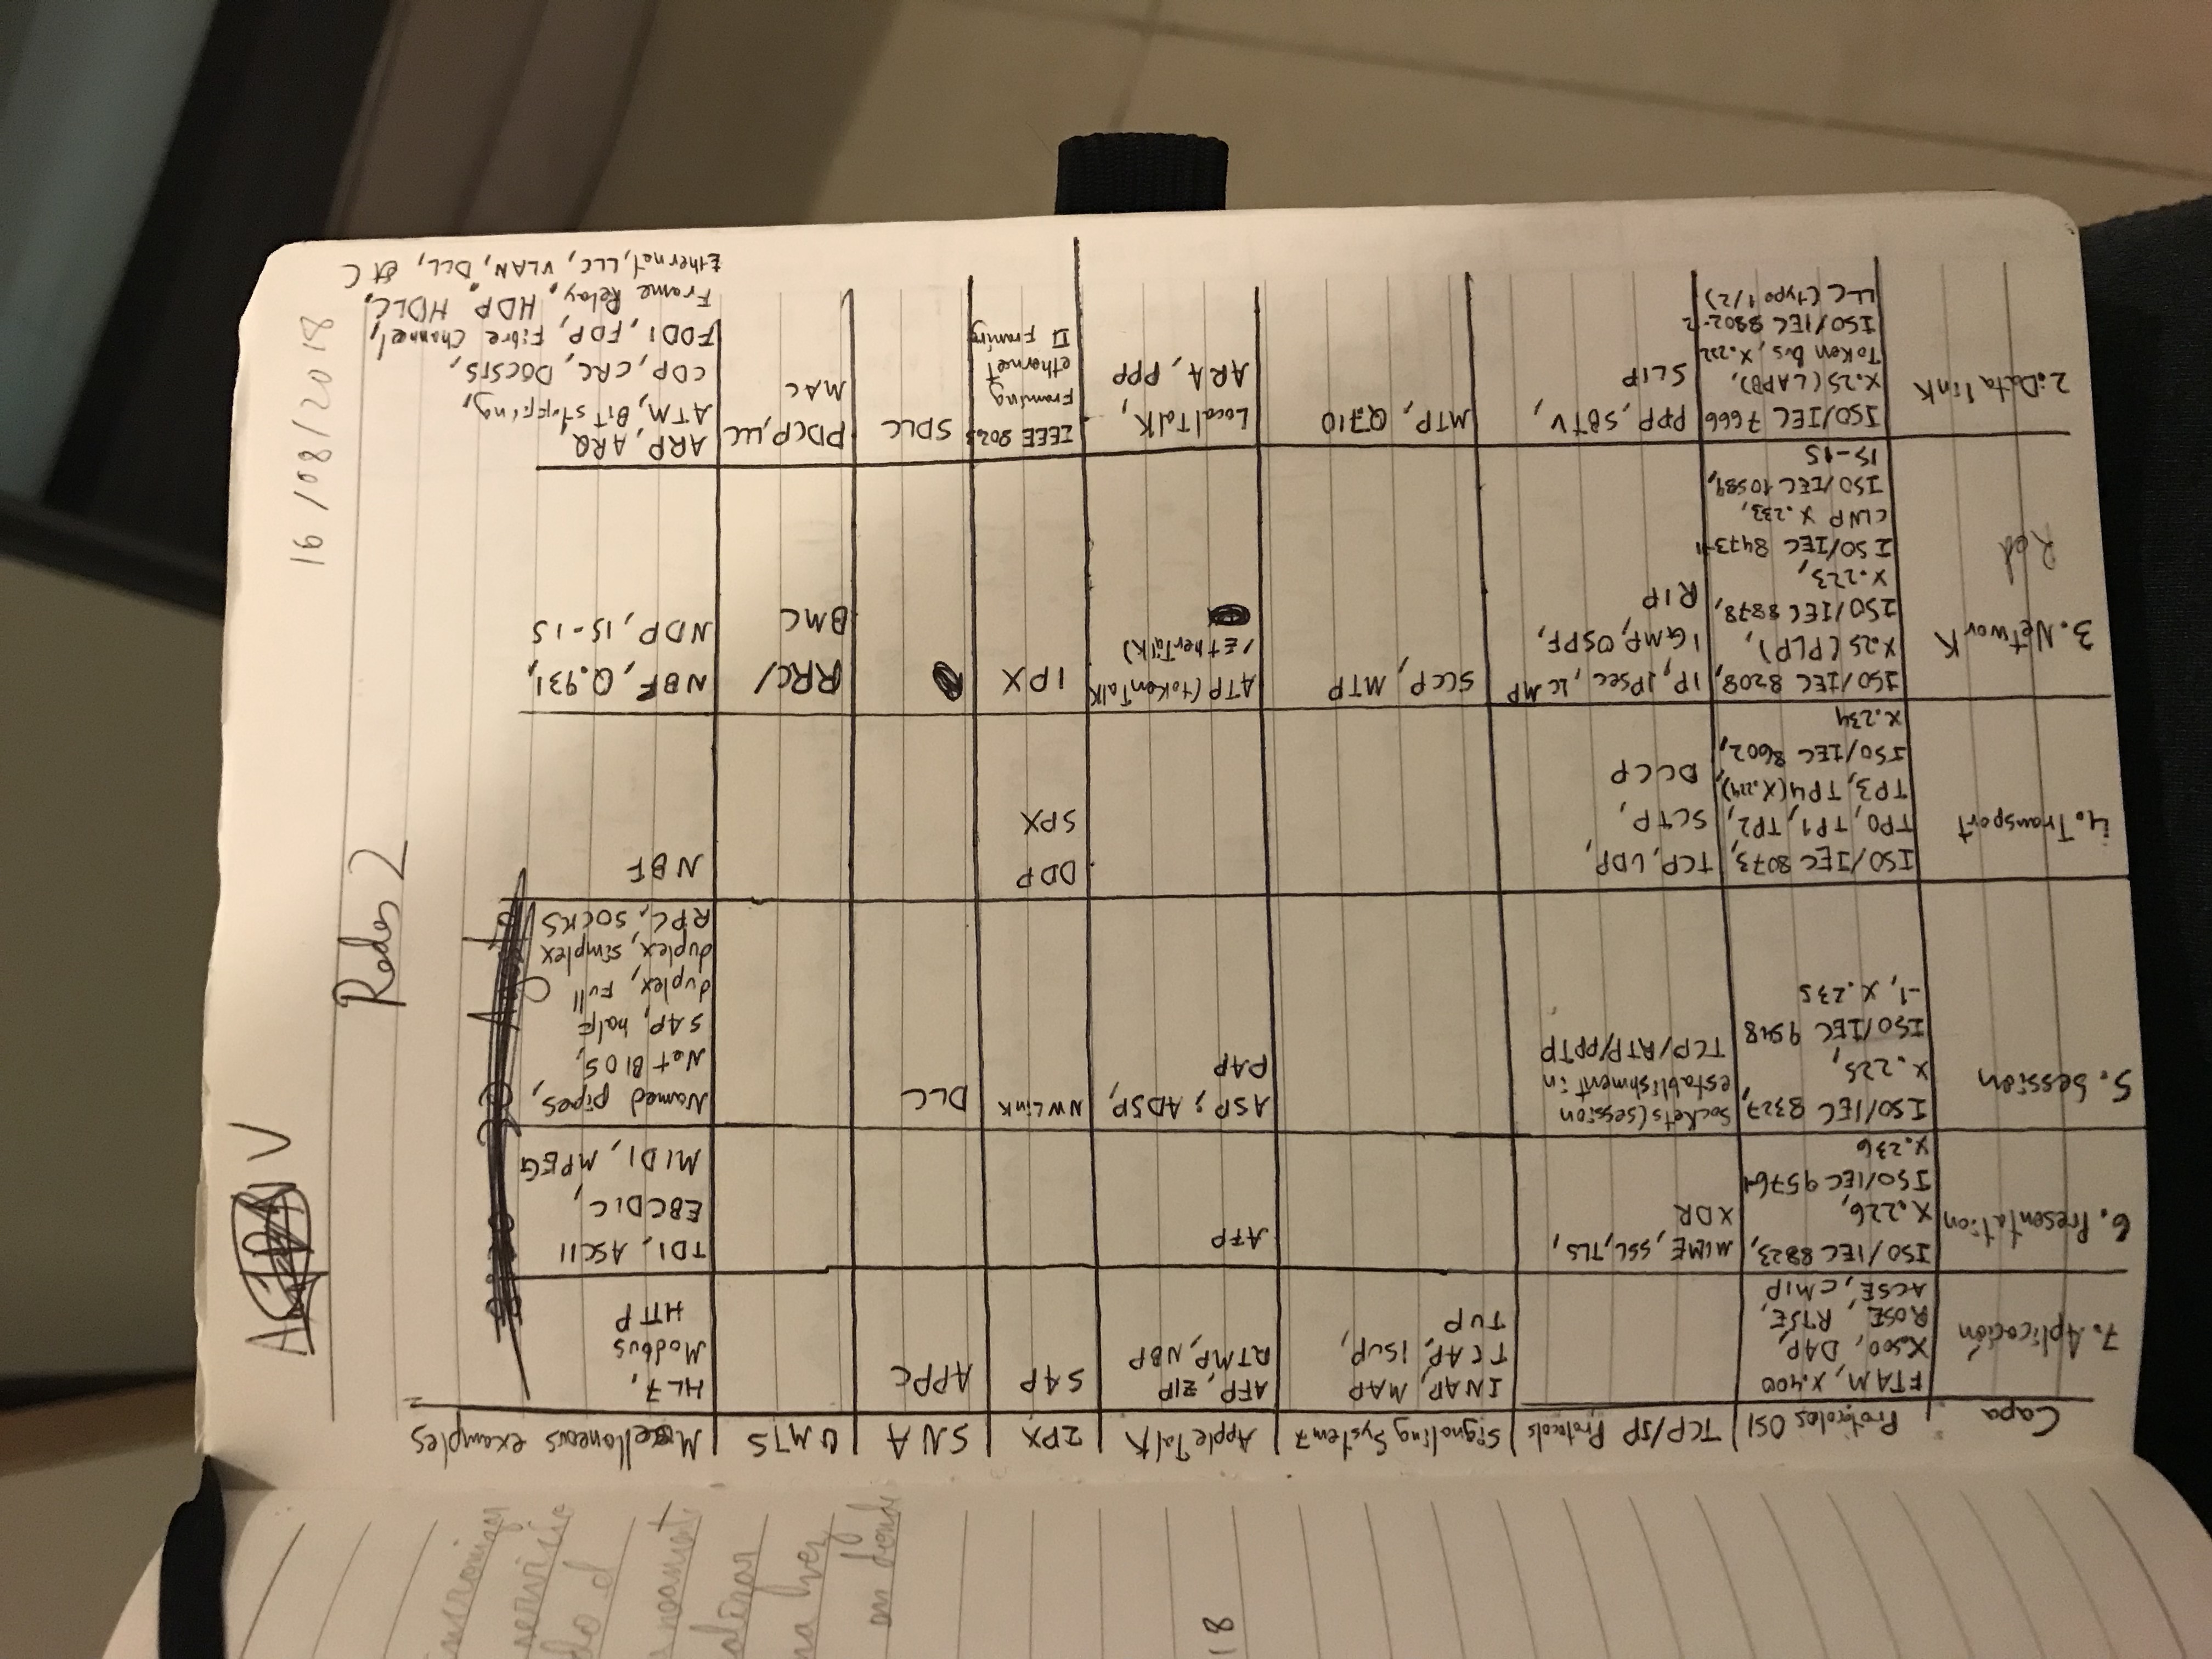 16/08/2018
Redes 2
Capa | Protocolos OSI | TCP/IP Protocols | Signaling System 7 | AppleTalk | IPX | SNA | UMTS | Miscellaneous examples
7. Aplicación
FTAM, X.400
X.500, DAP,
ROSE, RTSE,
ACSE, CMIP
INAP, MAP
TCAP, ISUP,
TUP
AFP, ZIP
RTMP, NBP
SAP
APPC
HL7,
Modbus
HTTP
6. Presentation
ISO/IEC 8823,
X.226,
ISO/IEC 9576-1
X.236
MIME, SSL, TLS,
XDR
AFP
TDI, ASCII
EBCDIC,
MIDI, MPEG
5. Session
ISO/IEC 8327,
X.225,
ISO/IEC 9548
-1, X.235
Sockets (session
establishment in
TCP/RTP/PPTP
ASP, ADSP,
PAP
NWLink
DLC
Named pipes,
NetBIOS,
SAP, half
duplex, Full
duplex, simplex
RPC, SOCKS
4. Transport
ISO/IEC 8073,
TP0, TP1, TP2,
TP3, TP4 (X.224),
ISO/IEC 8602,
X.234
TCP, UDP,
SCTP,
DCCP
DDP
SPX
NBF
3. Network
Red
ISO/IEC 8208,
X.25 (PLP),
ISO/IEC 8878,
X.223,
ISO/IEC 8473-1
CLNP X.233,
ISO/IEC 10589,
IS-IS
IP, IPsec, ICMP
IGMP, OSPF,
RIP
SCCP, MTP
ATP (TokenTalk
/EtherTalk)
IPX
RRC/
BMC
NBF, Q.931,
NDP, IS-IS
2. Data link
ISO/IEC 7666
X.25 (LAPB),
Token Bus, X.222
ISO/IEC 8802-2
LLC (type 1/2)
PPP, SBTV,
SLIP
MTP, Q.710
LocalTalk,
ARA, PPP
IEEE 802.3
Framing
ethernet
II Framing
SDLC
PDCP, LLC
MAC
ARP, ARQ,
ATM, Bit stuffing,
CDP, CRC, DOCSIS,
FDDI, FDP, Fibre Channel,
Frame Relay, HDP HDLC,
Ethernet, LLC, VLAN, DLL, etc
18